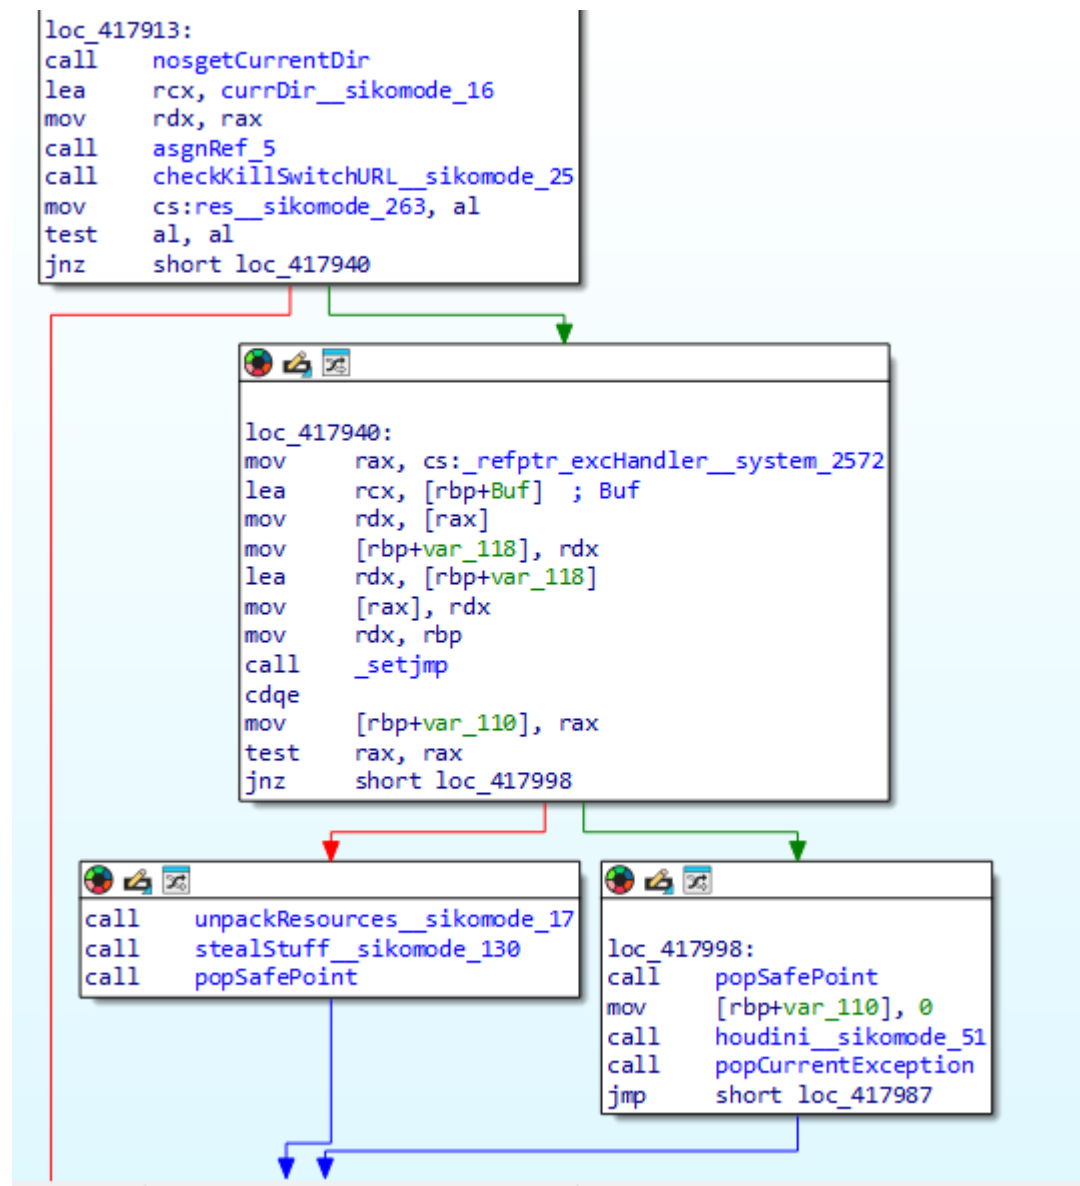 loc_417913:
call nosgetCurrentDir
lea rcx, currDir__sikomode_16
mov rdx, rax
call asgnRef_5
call checkKillSwitchURL__sikomode_25
mov cs:res__sikomode_263, al
test al, al
jnz short loc_417940
loc_417940:
mov rax, cs:_refptr_excHandler__system_2572
lea rcx, [rbp+Buf] ; Buf
mov rdx, [rax]
mov [rbp+var_118], rdx
lea rdx, [rbp+var_118]
mov [rax], rdx
mov rdx, rbp
call _setjmp
cdqe
mov [rbp+var_110], rax
test rax, rax
jnz short loc_417998
call unpackResources__sikomode_17
call stealStuff__sikomode_130
call popSafePoint
loc_417998:
call popSafePoint
mov [rbp+var_110], 0
call houdini__sikomode_51
call popCurrentException
jmp short loc_417987